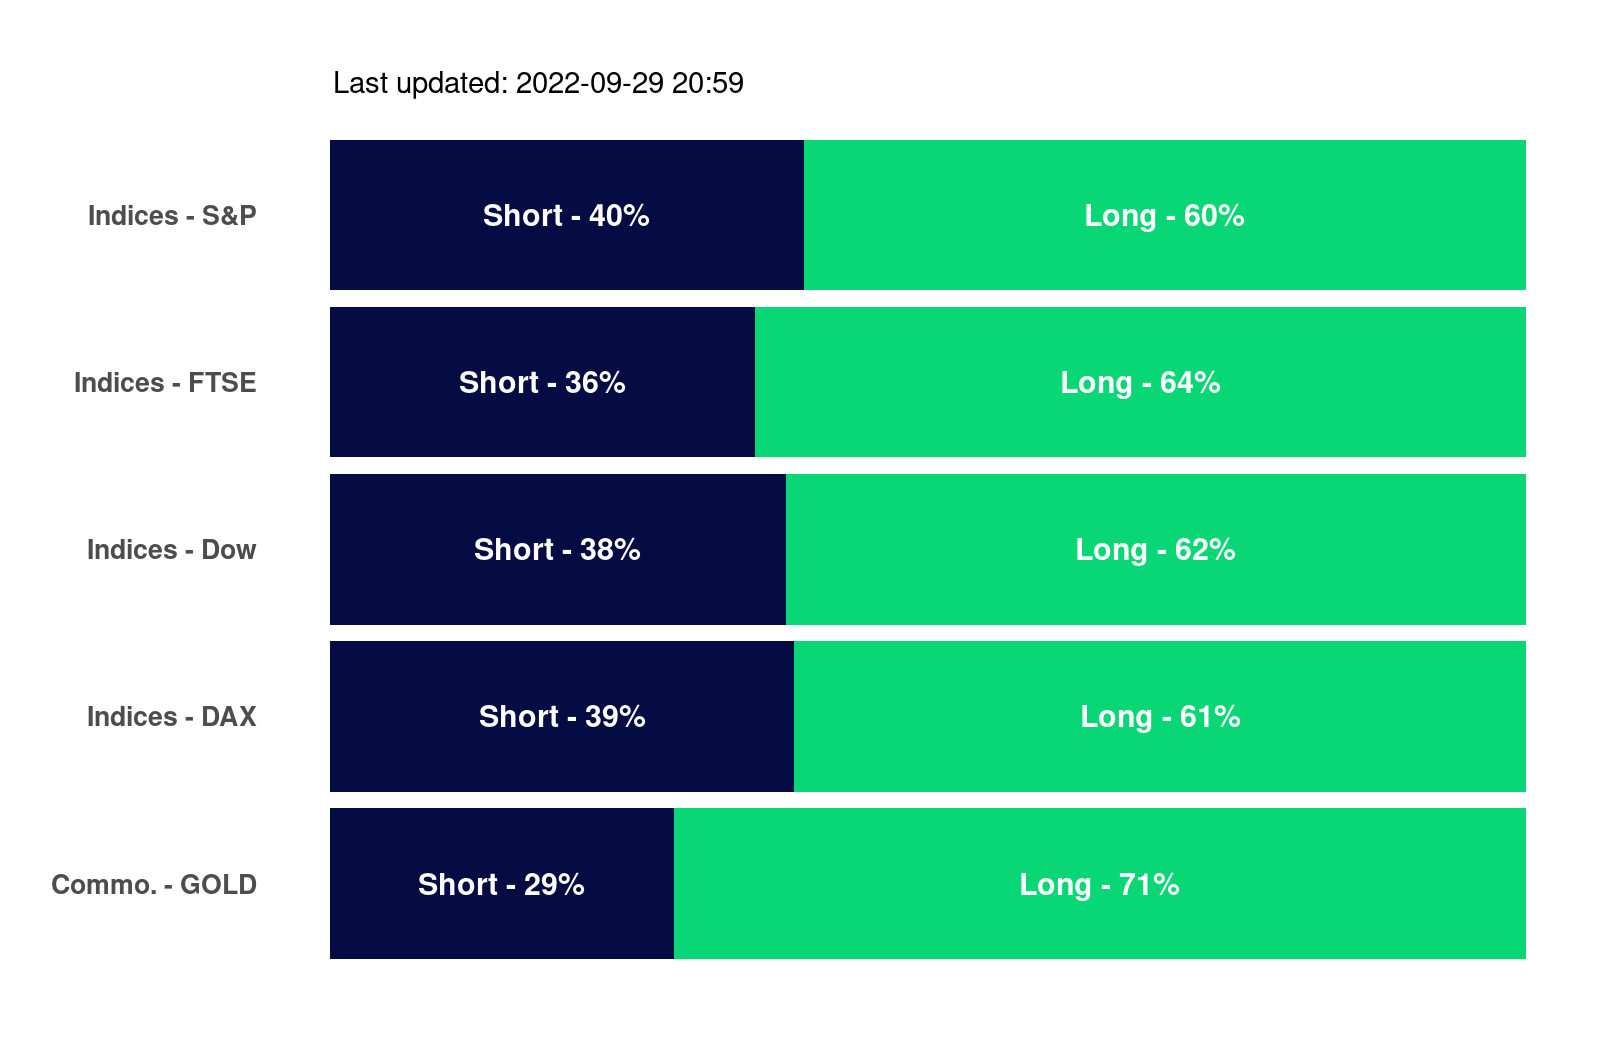 Last updated: 2022-09-29 20:59
Indices - S&P Short - 40% Long - 60%
Indices - FTSE Short - 36% Long - 64%
Indices - Dow Short - 38% Long - 62%
Indices - DAX Short - 39% Long - 61%
Commo. - GOLD Short - 29% Long - 71%